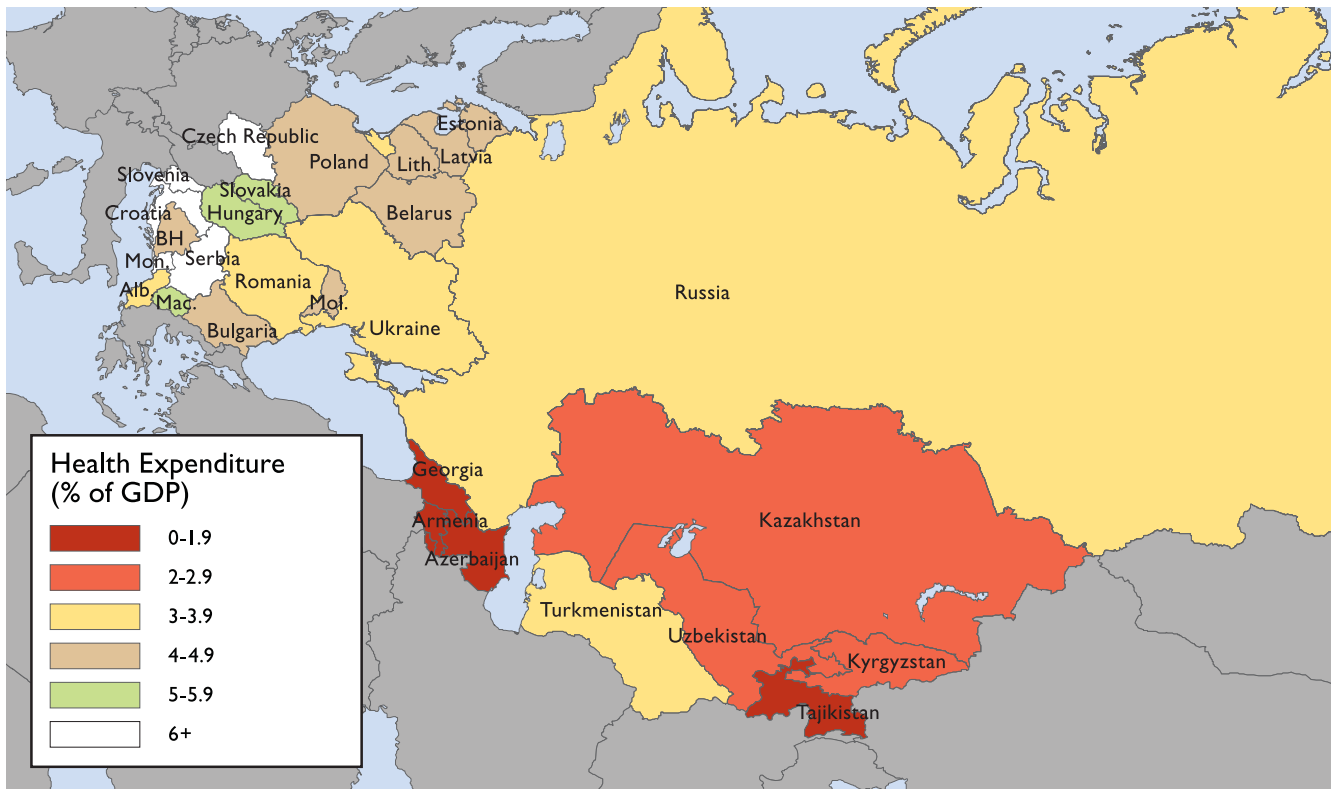 Czech Republic
Estonia
Poland
Lith.
Latvia
Slovenia
Slovakia
Croatia
Hungary
Belarus
BH
Mon.
Serbia
Alb.
Mac.
Romania
Mol.
Bulgaria
Ukraine
Russia
Georgia
Armenia
Azerbaijan
Kazakhstan
Turkmenistan
Uzbekistan
Kyrgyzstan
Tajikistan
Health Expenditure
(% of GDP)
0-1.9
2-2.9
3-3.9
4-4.9
5-5.9
6+